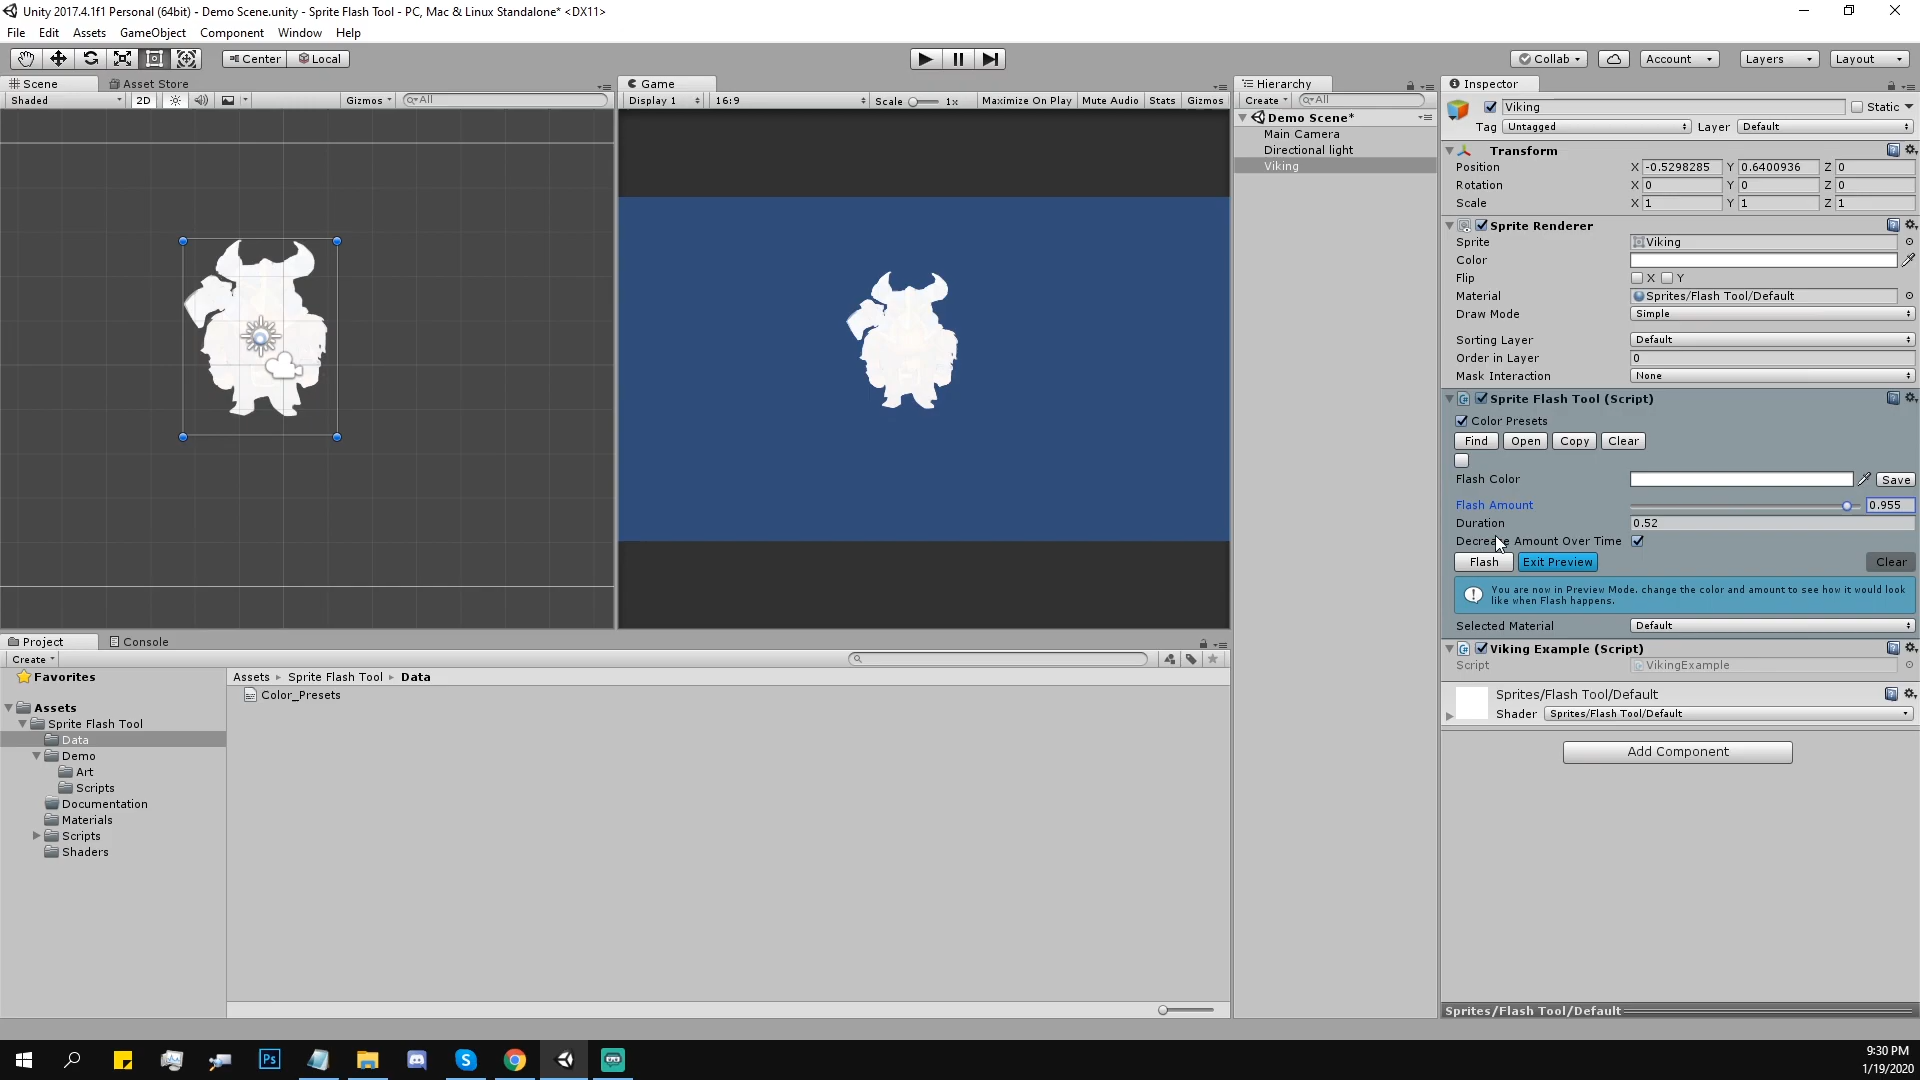 Unity 2017.4.1f1 Personal (64bit) - Demo Scene.unity - Sprite Flash Tool - PC, Mac & Linux Standalone* <DX11>
File Edit Assets GameObject Component Window Help
Center Local Collab Account Layers Layout
Scene Asset Store
Shaded 2D Gizmos All
Game
Display 1 16:9 Scale 1x Maximize On Play Mute Audio Stats Gizmos
Hierarchy
Create All
Demo Scene*
Main Camera
Directional light
Viking
Inspector
Viking Static
Tag Untagged Layer Default
Transform
Position X -0.5298285 Y 0.6400936 Z 0
Rotation X 0 Y 0 Z 0
Scale X 1 Y 1 Z 1
Sprite Renderer
Sprite Viking
Color
Flip X Y
Material Sprites/Flash Tool/Default
Draw Mode Simple
Sorting Layer Default
Order in Layer 0
Mask Interaction None
Sprite Flash Tool (Script)
Color Presets
Find Open Copy Clear
Flash Color Save
Flash Amount 0.955
Duration 0.52
Decrease Amount Over Time
Flash Exit Preview Clear
You are now in Preview Mode. change the color and amount to see how it would look
like when Flash happens.
Selected Material Default
Viking Example (Script)
Script VikingExample
Sprites/Flash Tool/Default
Shader Sprites/Flash Tool/Default
Add Component
Sprites/Flash Tool/Default
Project Console
Create
Favorites
Assets
Sprite Flash Tool
Data
Demo
Art
Scripts
Documentation
Materials
Scripts
Shaders
Assets Sprite Flash Tool Data
Color_Presets
Ps
9:30 PM
1/19/2020